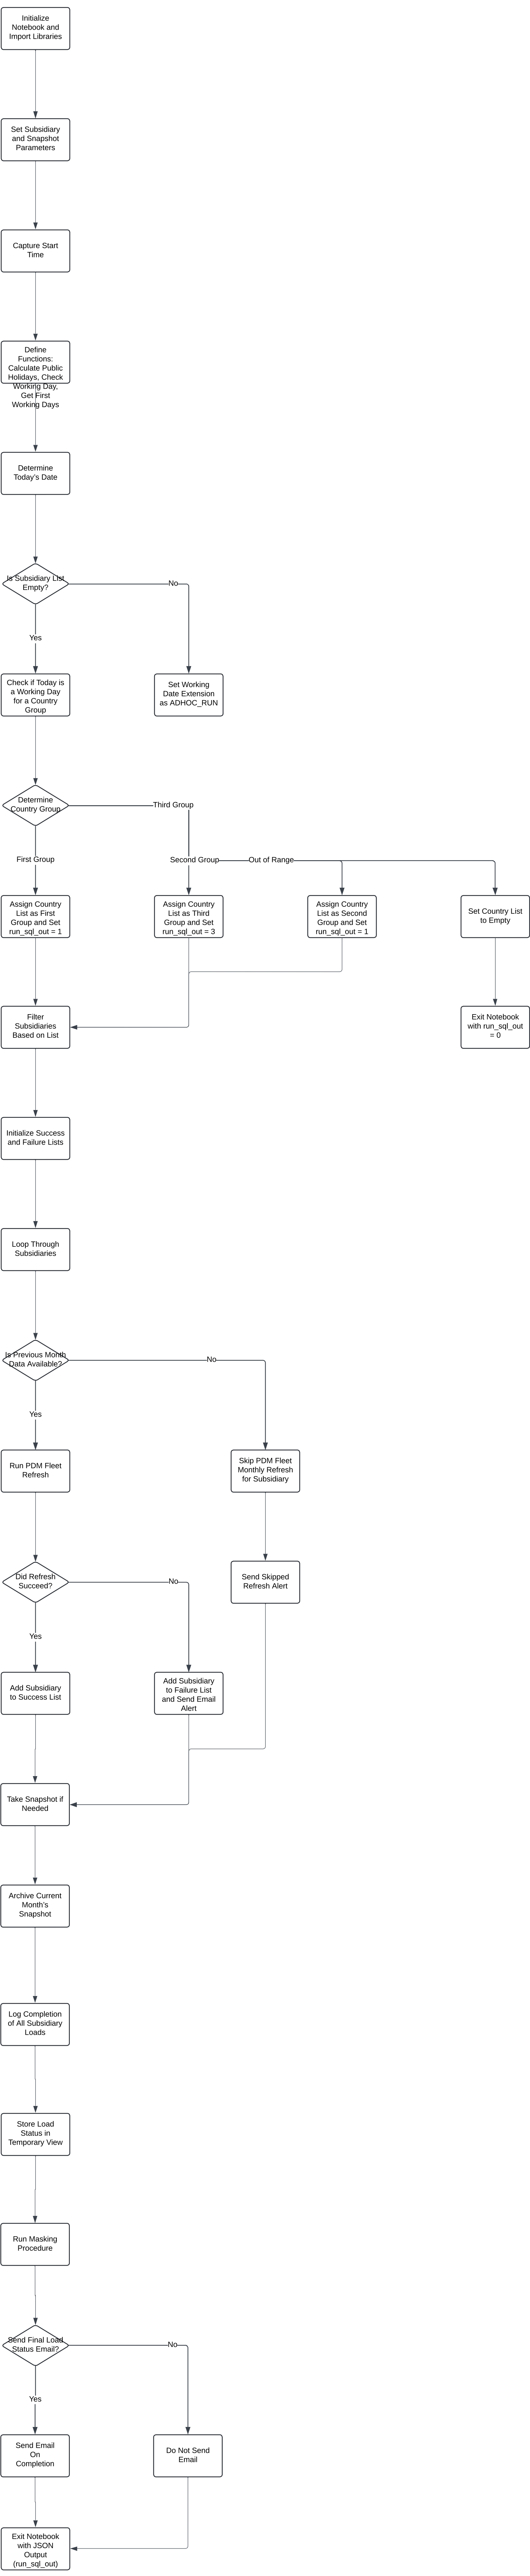 Initialize
Notebook and
Import Libraries
Set Subsidiary
and Snapshot
Parameters
Capture Start
Time
Define
Functions:
Calculate Public
Holidays, Check
Working Day,
Get First
Working Days
Determine
Today's Date
Is Subsidiary List
Empty?
No
Yes
Check if Today is
a Working Day
for a Country
Group
Set Working
Date Extension
as ADHOC_RUN
Determine
Country Group
Third Group
First Group
Second Group
Out of Range
Assign Country
List as First
Group and Set
run_sql_out = 1
Assign Country
List as Third
Group and Set
run_sql_out = 3
Assign Country
List as Second
Group and Set
run_sql_out = 1
Set Country List
to Empty
Filter
Subsidiaries
Based on List
Exit Notebook
with run_sql_out
= 0
Initialize Success
and Failure Lists
Loop Through
Subsidiaries
Is Previous Month
Data Available?
No
Yes
Run PDM Fleet
Refresh
Skip PDM Fleet
Monthly Refresh
for Subsidiary
Did Refresh
Succeed?
No
Send Skipped
Refresh Alert
Yes
Add Subsidiary
to Success List
Add Subsidiary
to Failure List
and Send Email
Alert
Take Snapshot if
Needed
Archive Current
Month's
Snapshot
Log Completion
of All Subsidiary
Loads
Store Load
Status in
Temporary View
Run Masking
Procedure
Send Final Load
Status Email?
No
Yes
Send Email
On
Completion
Do Not Send
Email
Exit Notebook
with JSON
Output
(run_sql_out)